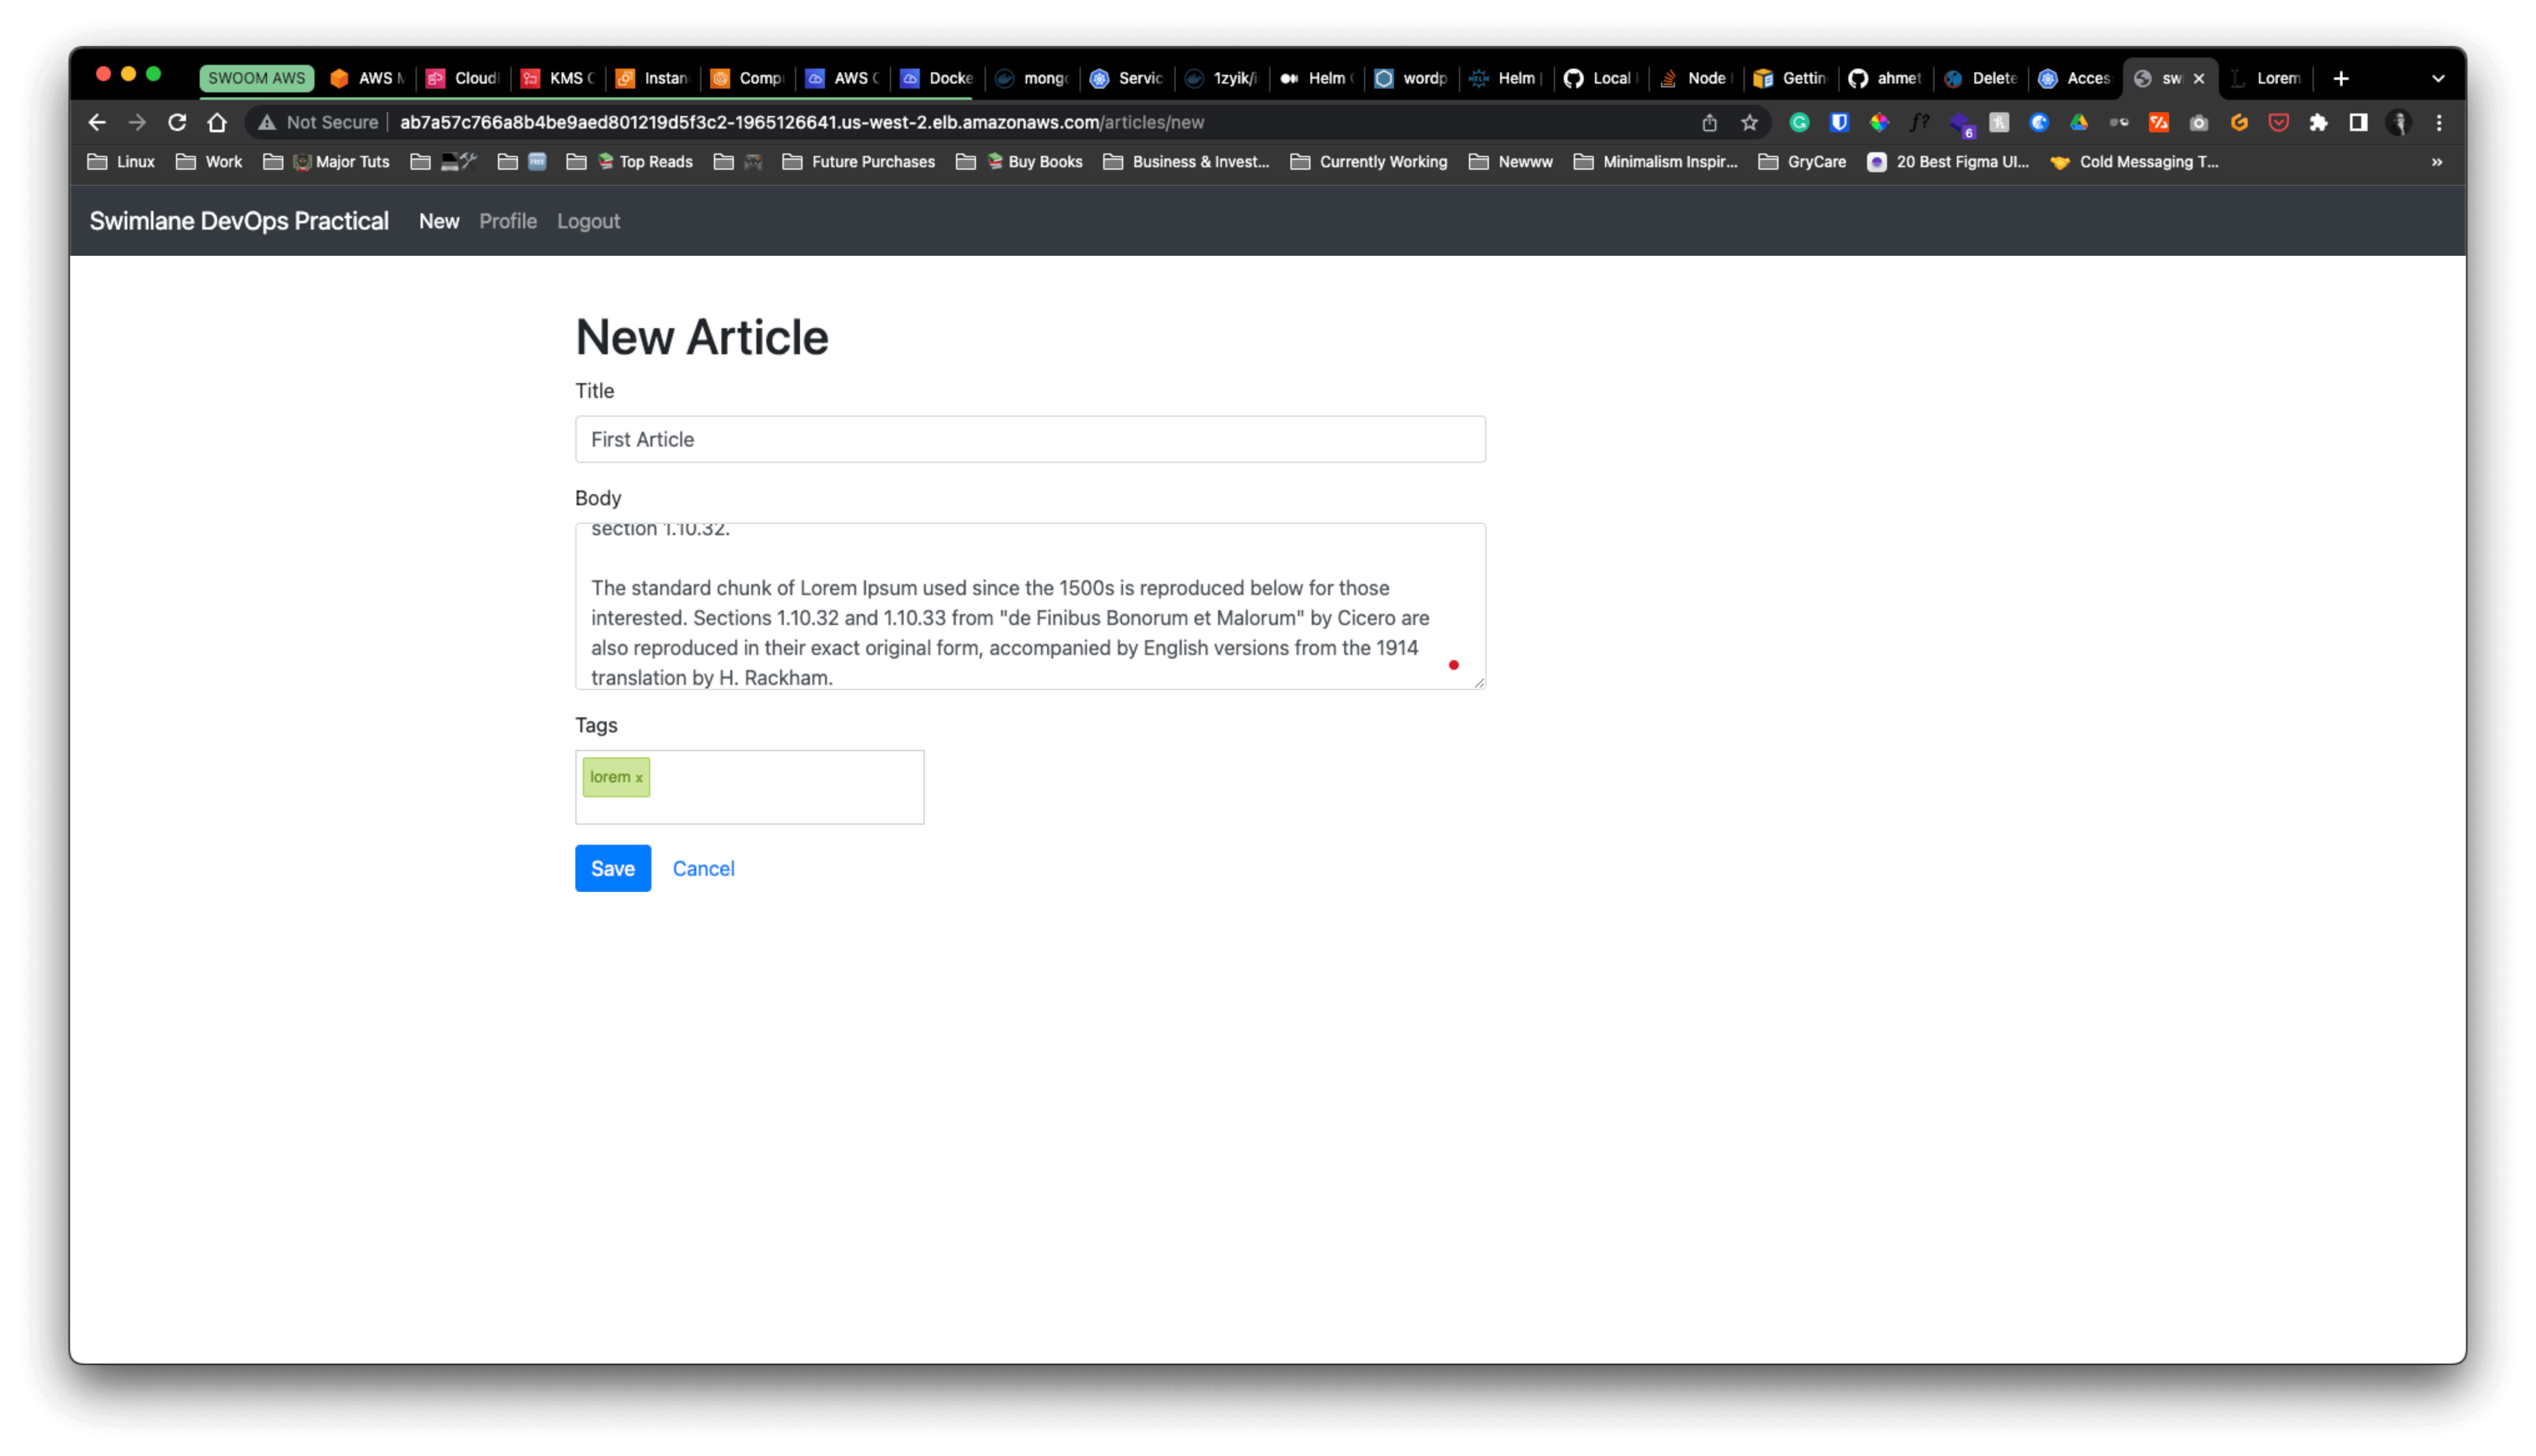 SWOOM AWS AWS Cloud KMS Instan Comp AWS Docke mong Servic 1zyik/i Helm wordp Helm Local Node Gettin ahmet Delete Acces sw Lorem
Not Secure ab7a57c766a8b4be9aed801219d5f3c2-1965126641.us-west-2.elb.amazonaws.com/articles/new
6
Linux Work Major Tuts FREE Top Reads Future Purchases Buy Books Business & Invest... Currently Working Newww Minimalism Inspir... GryCare 20 Best Figma UI... Cold Messaging T...
Swimlane DevOps Practical New Profile Logout
New Article
Title
First Article
Body
section 1.10.32.
The standard chunk of Lorem Ipsum used since the 1500s is reproduced below for those
interested. Sections 1.10.32 and 1.10.33 from "de Finibus Bonorum et Malorum" by Cicero are
also reproduced in their exact original form, accompanied by English versions from the 1914
translation by H. Rackham.
Tags
lorem x
Save Cancel